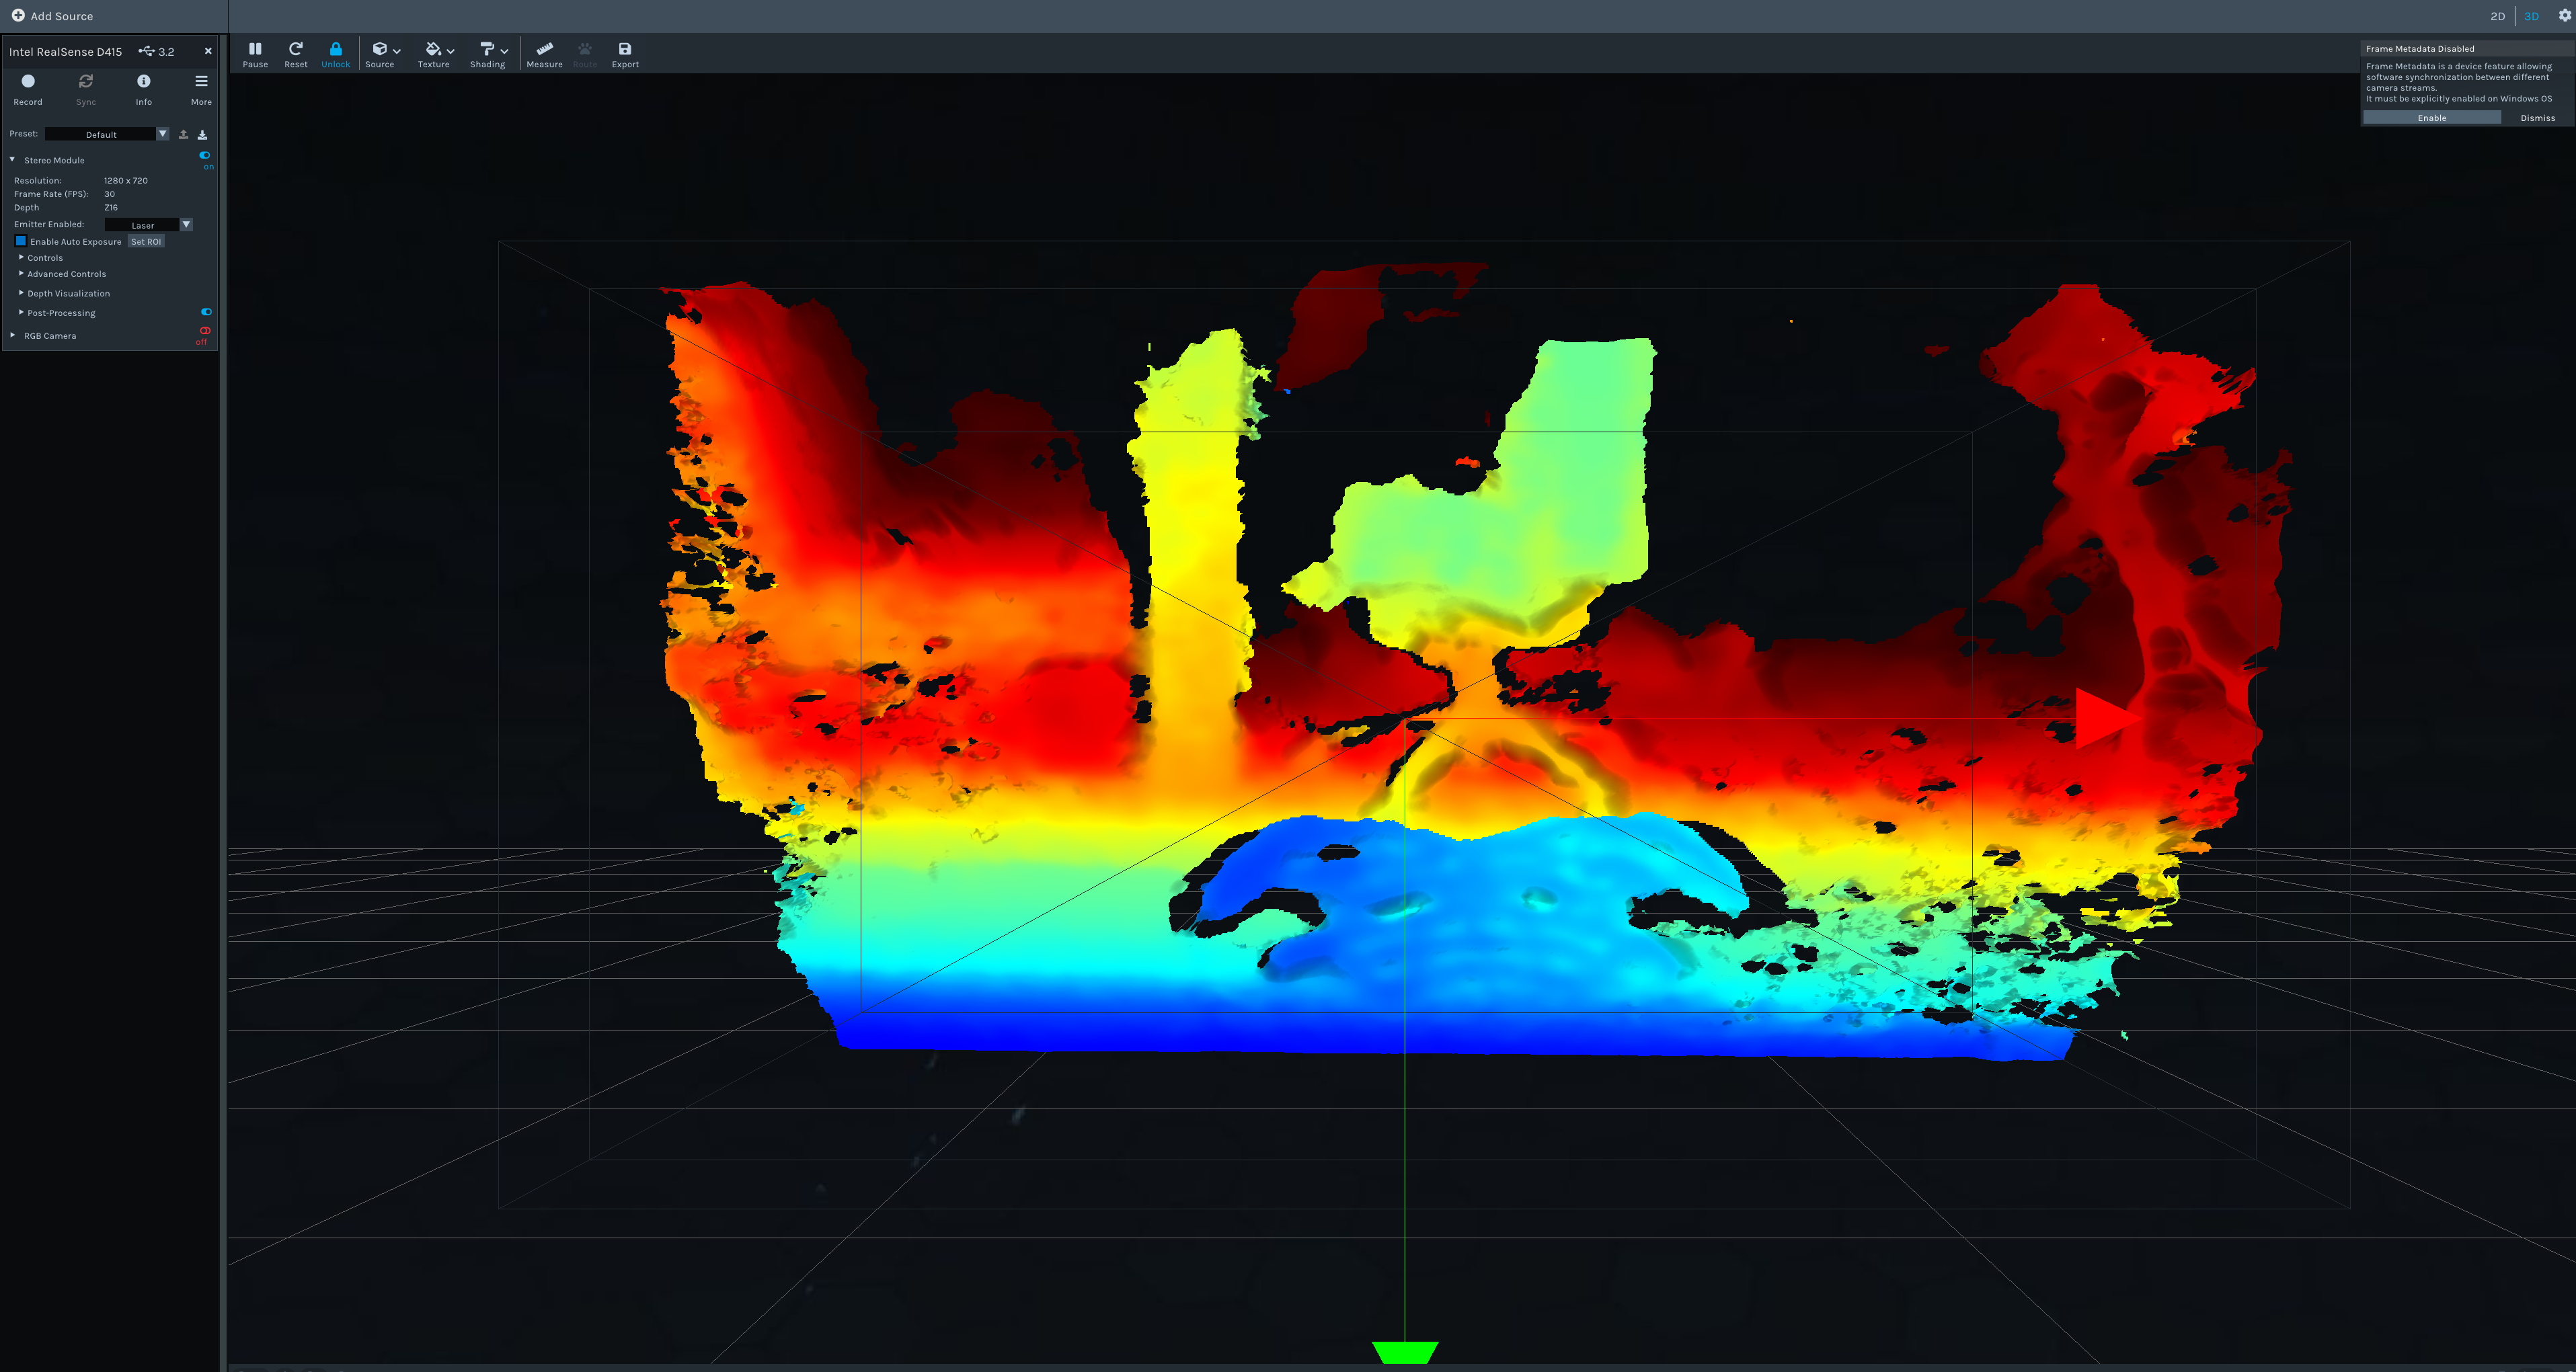 Add Source
2D
3D
Intel RealSense D415
3.2
Record
Sync
Info
More
Preset:
Default
Stereo Module
on
Resolution:
1280 x 720
Frame Rate (FPS):
30
Depth
Z16
Emitter Enabled:
Laser
Enable Auto Exposure
Set ROI
Controls
Advanced Controls
Depth Visualization
Post-Processing
RGB Camera
off
Pause
Reset
Unlock
Source
Texture
Shading
Measure
Route
Export
Frame Metadata Disabled
Frame Metadata is a device feature allowing
software synchronization between different
camera streams.
It must be explicitly enabled on Windows OS
Enable
Dismiss